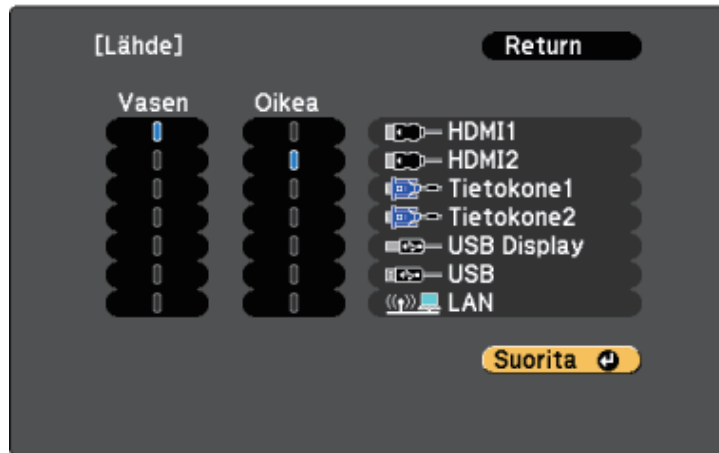 [Lähde] Return
Vasen Oikea
HDMI1
HDMI2
Tietokone1
Tietokone2
USB Display
USB
LAN
Suorita